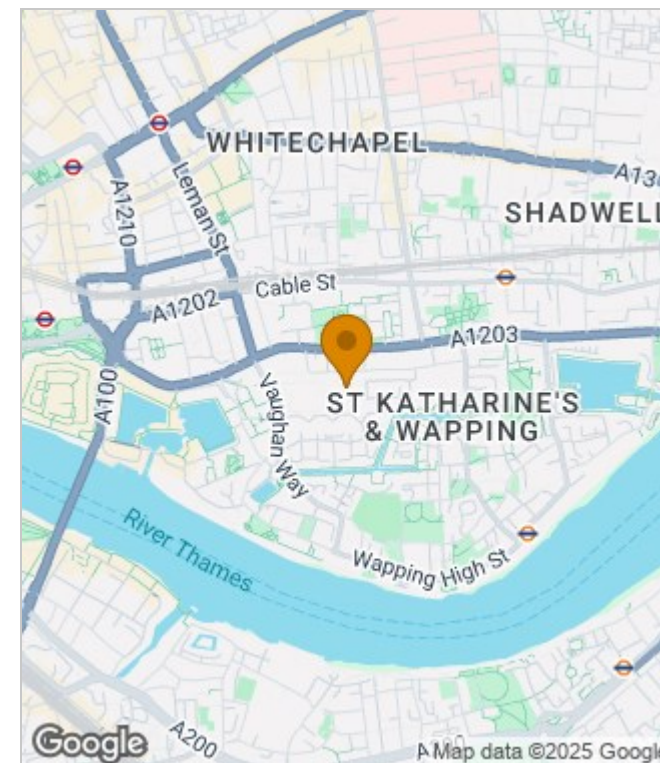 WHITECHAPEL
A1210
Leman St
A13
SHADWELL
Cable St
A1202
A1203
A100
ST KATHARINE'S
& WAPPING
Vaughan Way
River Thames
Wapping High St
A200
Google
Map data ©2025 Google